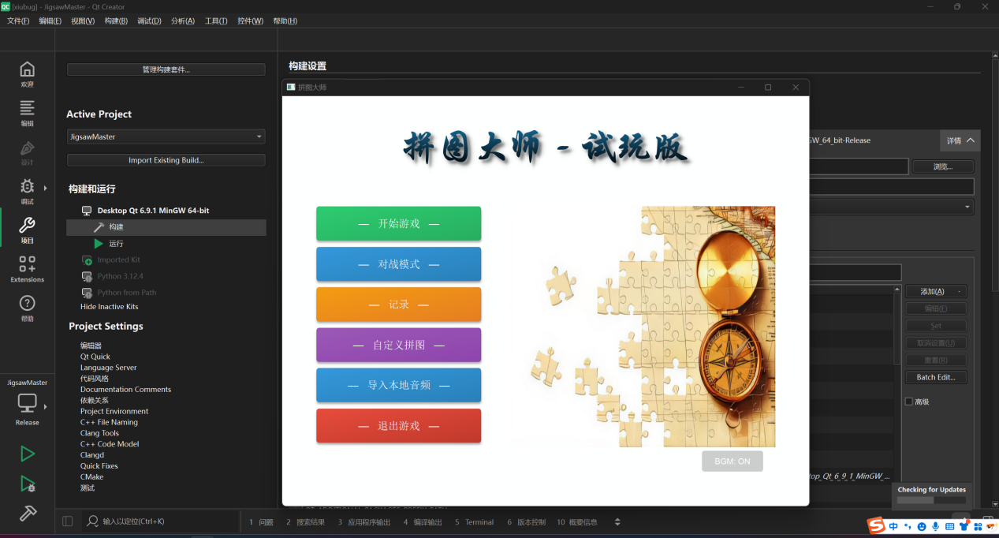 [xiubug] - JigsawMaster - Qt Creator
文件(F) 编辑(E) 视图(V) 构建(B) 调试(D) 分析(A) 工具(T) 控件(W) 帮助(H)
欢迎
编辑
设计
调试
项目
Extensions
帮助
JigsawMaster
Release
管理构建套件...
Active Project
JigsawMaster
Import Existing Build...
构建和运行
Desktop Qt 6.9.1 MinGW 64-bit
构建
运行
Imported Kit
Python 3.12.4
Python from Path
Hide Inactive Kits
Project Settings
编辑器
Qt Quick
Language Server
代码风格
Documentation Comments
依赖关系
Project Environment
C++ File Naming
Clang Tools
C++ Code Model
Clangd
Quick Fixes
CMake
测试
构建设置
拼图大师
拼图大师 - 试玩版
— 开始游戏 —
— 对战模式 —
— 记录 —
— 自定义拼图 —
— 导入本地音频 —
— 退出游戏 —
BGM: ON
GW_64_bit-Release
详情
浏览...
添加(A)
编辑(E)
Set
取消设置(U)
重置(R)
Batch Edit...
高级
top_Qt_6_9_1_MinGW_...
Checking for Updates
输入以定位(Ctrl+K)
1 问题 2 搜索结果 3 应用程序输出 4 编译输出 5 Terminal 6 版本控制 10 概要信息
中